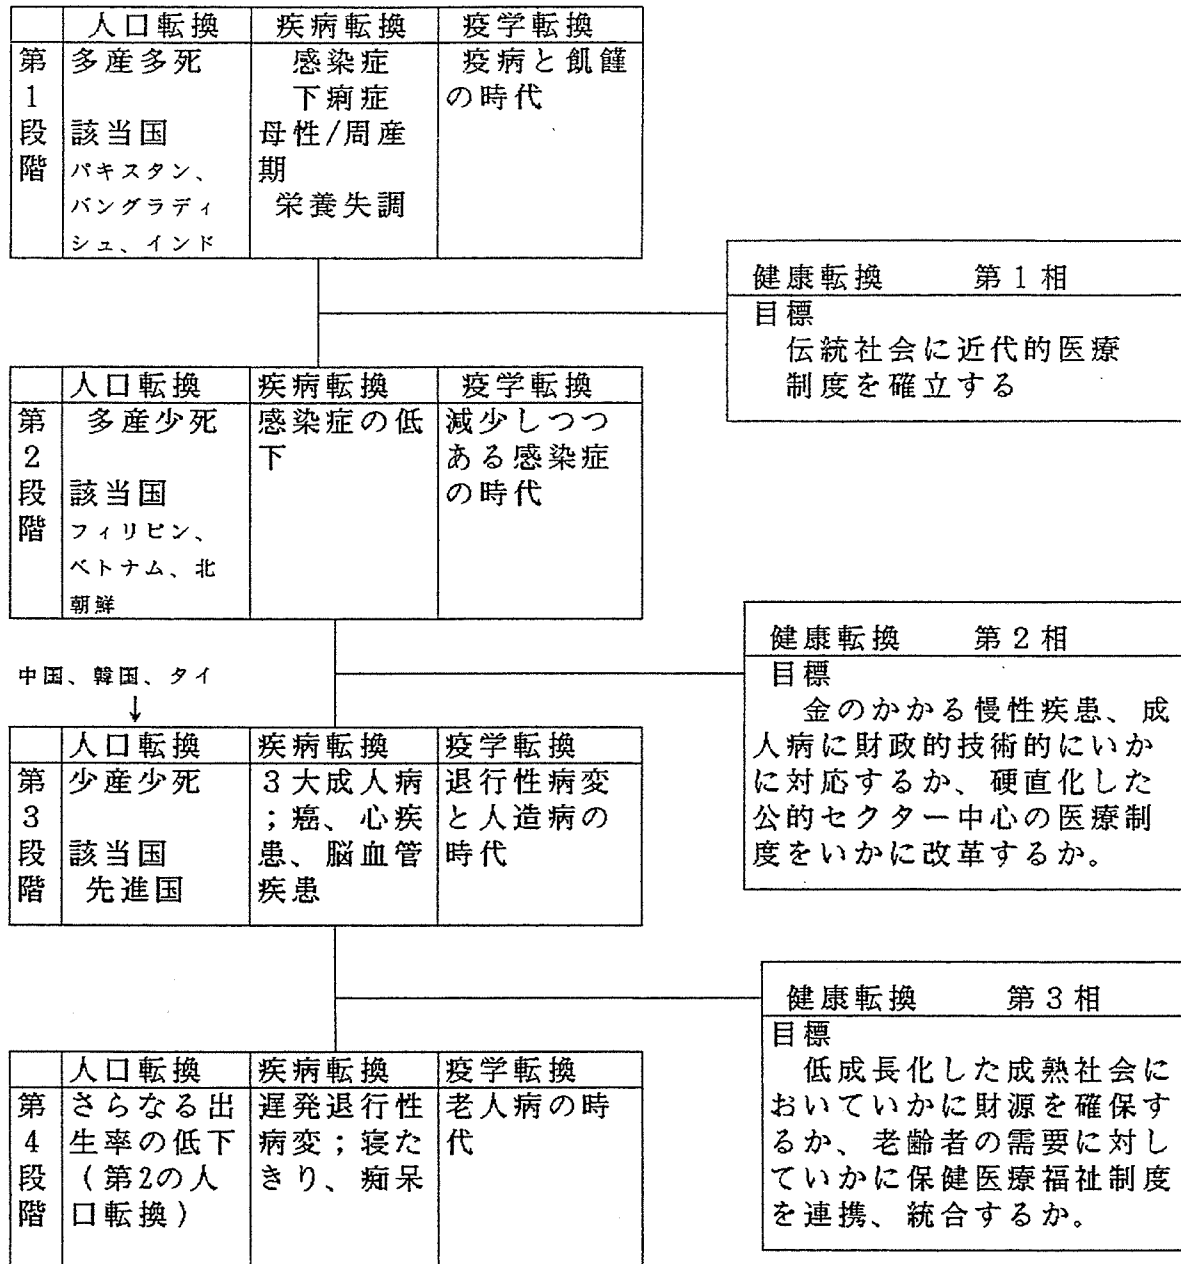 人口転換 疾病転換 疫学転換
第1段階
多産多死
該当国
パキスタン、
バングラディ
シュ、インド
感染症
下痢症
母性/周産
期
栄養失調
疫病と飢饉
の時代
健康転換 第1相
目標
伝統社会に近代的医療
制度を確立する
人口転換 疾病転換 疫学転換
第2段階
多産少死
該当国
フィリピン、
ベトナム、北
朝鮮
感染症の低
下
減少しつつ
ある感染症
の時代
健康転換 第2相
目標
金のかかる慢性疾患、成
人病に財政的技術的にいか
に対応するか、硬直化した
公的セクター中心の医療制
度をいかに改革するか。
中国、韓国、タイ
↓
人口転換 疾病転換 疫学転換
第3段階
少産少死
該当国
先進国
3大成人病
;癌、心疾
患、脳血管
疾患
退行性病変
と人造病の
時代
健康転換 第3相
目標
低成長化した成熟社会に
おいていかに財源を確保す
るか、老齢者の需要に対し
ていかに保健医療福祉制度
を連携、統合するか。
人口転換 疾病転換 疫学転換
第4段階
さらなる出
生率の低下
(第2の人
口転換)
遅発退行性
病変;寝た
きり、痴呆
老人病の時
代